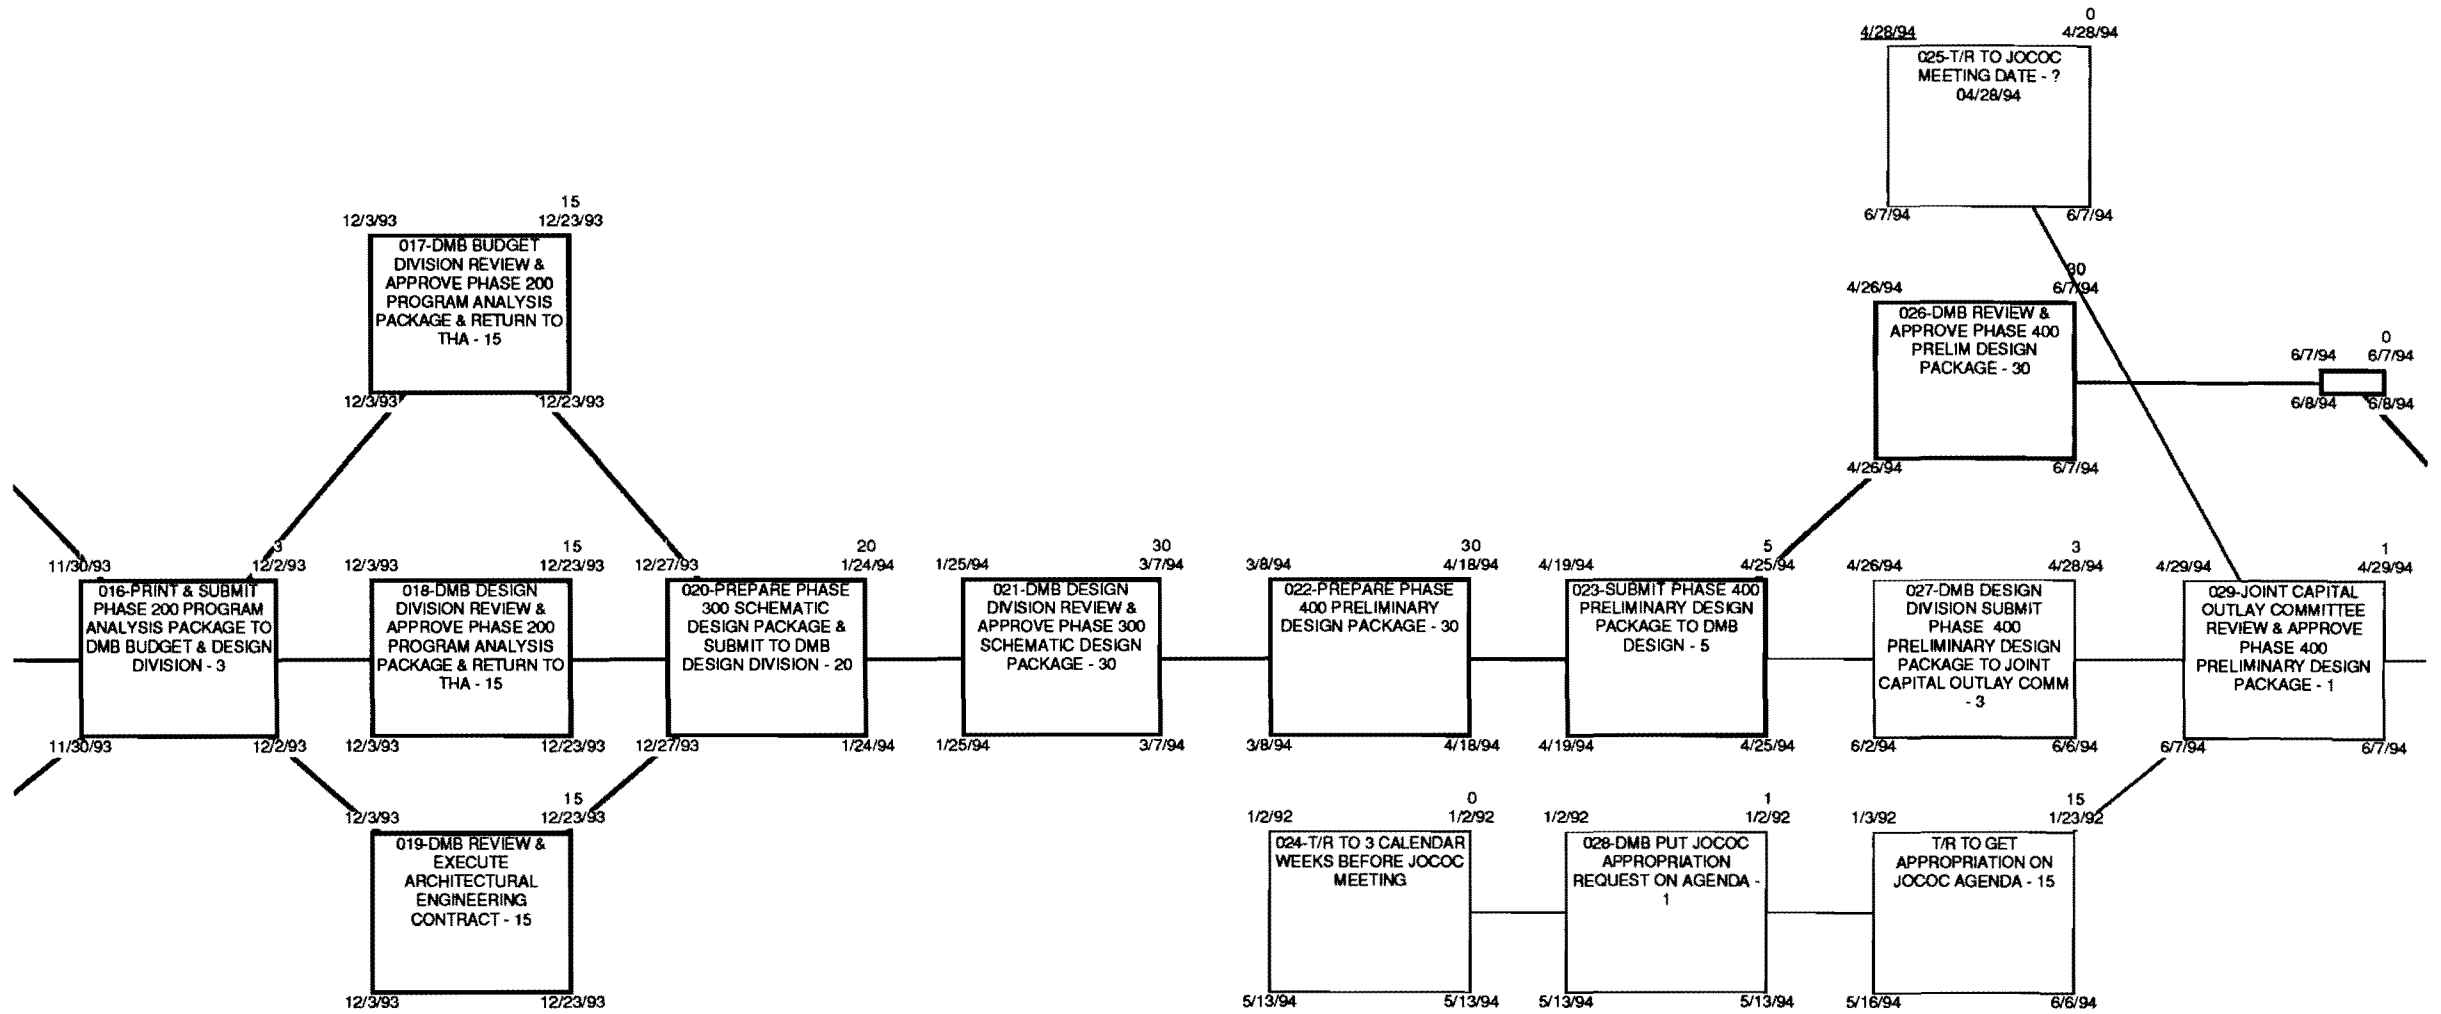 0
4/28/94 4/28/94
025-T/R TO JOCOC
MEETING DATE - ?
04/28/94
6/7/94 6/7/94
15
12/3/93 12/23/93
017-DMB BUDGET
DIVISION REVIEW &
APPROVE PHASE 200
PROGRAM ANALYSIS
PACKAGE & RETURN TO
THA - 15
12/3/93 12/23/93
30
4/26/94 6/7/94
026-DMB REVIEW &
APPROVE PHASE 400
PRELIM DESIGN
PACKAGE - 30
4/26/94 6/7/94
0
6/7/94 6/7/94
6/8/94 6/8/94
3
11/30/93 12/2/93
016-PRINT & SUBMIT
PHASE 200 PROGRAM
ANALYSIS PACKAGE TO
DMB BUDGET & DESIGN
DIVISION - 3
11/30/93 12/2/93
15
12/3/93 12/23/93
018-DMB DESIGN
DIVISION REVIEW &
APPROVE PHASE 200
PROGRAM ANALYSIS
PACKAGE & RETURN TO
THA - 15
12/3/93 12/23/93
20
12/27/93 1/24/94
020-PREPARE PHASE
300 SCHEMATIC
DESIGN PACKAGE &
SUBMIT TO DMB
DESIGN DIVISION - 20
12/27/93 1/24/94
30
1/25/94 3/7/94
021-DMB DESIGN
DIVISION REVIEW &
APPROVE PHASE 300
SCHEMATIC DESIGN
PACKAGE - 30
1/25/94 3/7/94
30
3/8/94 4/18/94
022-PREPARE PHASE
400 PRELIMINARY
DESIGN PACKAGE - 30
3/8/94 4/18/94
5
4/19/94 4/25/94
023-SUBMIT PHASE 400
PRELIMINARY DESIGN
PACKAGE TO DMB
DESIGN - 5
4/19/94 4/25/94
3
4/26/94 4/28/94
027-DMB DESIGN
DIVISION SUBMIT
PHASE 400
PRELIMINARY DESIGN
PACKAGE TO JOINT
CAPITAL OUTLAY COMM
- 3
6/2/94 6/6/94
1
4/29/94 4/29/94
029-JOINT CAPITAL
OUTLAY COMMITTEE
REVIEW & APPROVE
PHASE 400
PRELIMINARY DESIGN
PACKAGE - 1
6/7/94 6/7/94
15
12/3/93 12/23/93
019-DMB REVIEW &
EXECUTE
ARCHITECTURAL
ENGINEERING
CONTRACT - 15
12/3/93 12/23/93
0
1/2/92 1/2/92
024-T/R TO 3 CALENDAR
WEEKS BEFORE JOCOC
MEETING
5/13/94 5/13/94
1
1/2/92 1/2/92
028-DMB PUT JOCOC
APPROPRIATION
REQUEST ON AGENDA -
1
5/13/94 5/13/94
15
1/3/92 1/23/92
T/R TO GET
APPROPRIATION ON
JOCOC AGENDA - 15
5/16/94 6/6/94